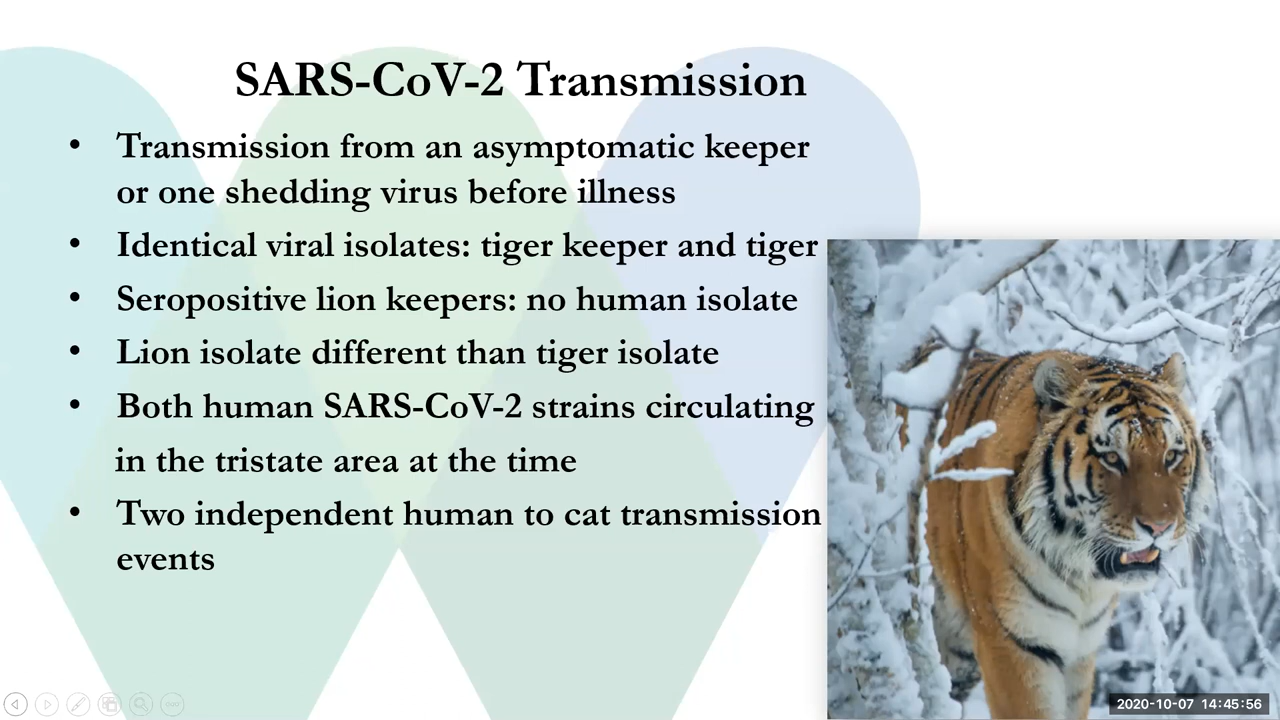 SARS-CoV-2 Transmission
• Transmission from an asymptomatic keeper
or one shedding virus before illness
• Identical viral isolates: tiger keeper and tiger
• Seropositive lion keepers: no human isolate
• Lion isolate different than tiger isolate
• Both human SARS-CoV-2 strains circulating
in the tristate area at the time
• Two independent human to cat transmission
events
2020-10-07 14:45:56